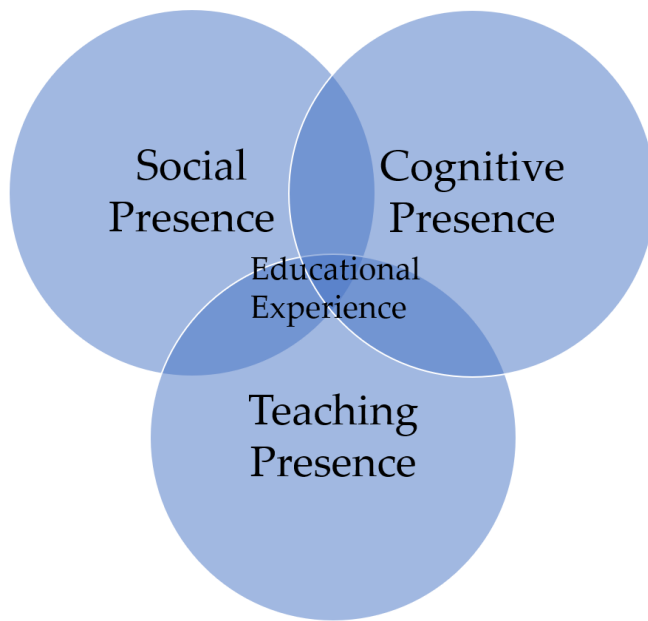 Social
Presence
Cognitive
Presence
Educational
Experience
Teaching
Presence